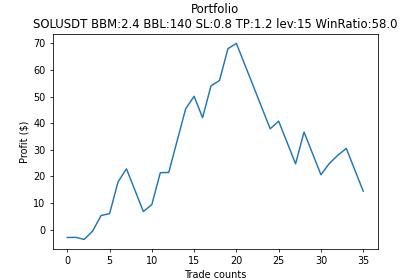 Portfolio
SOLUSDT BBM:2.4 BBL:140 SL:0.8 TP:1.2 lev:15 WinRatio:58.0
70
60
50
40
30
20
10
0
Profit ($)
0 5 10 15 20 25 30 35
Trade counts